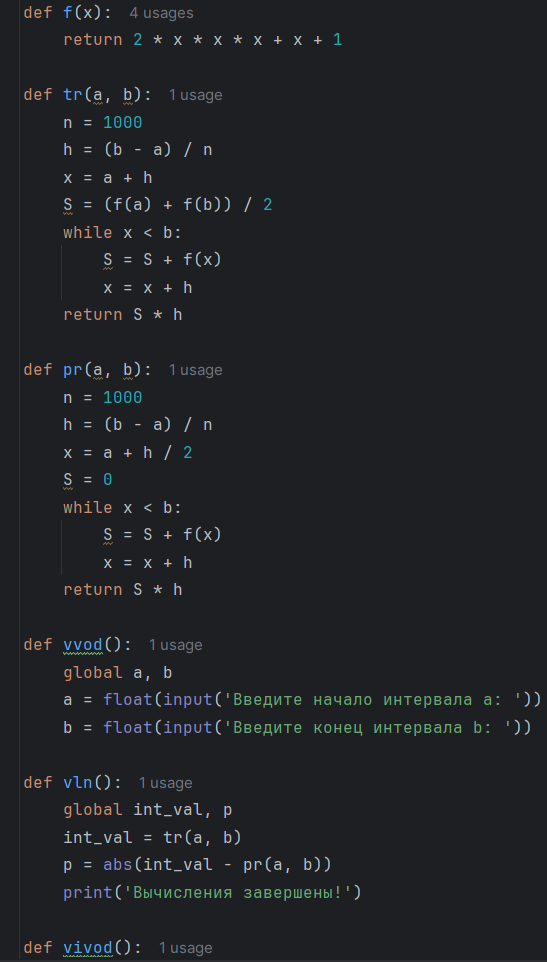 def f(x): 4 usages
    return 2 * x * x * x + x + 1
def tr(a, b): 1 usage
    n = 1000
    h = (b - a) / n
    x = a + h
    S = (f(a) + f(b)) / 2
    while x < b:
        S = S + f(x)
        x = x + h
    return S * h
def pr(a, b): 1 usage
    n = 1000
    h = (b - a) / n
    x = a + h / 2
    S = 0
    while x < b:
        S = S + f(x)
        x = x + h
    return S * h
def vvod(): 1 usage
    global a, b
    a = float(input('Введите начало интервала a: '))
    b = float(input('Введите конец интервала b: '))
def vln(): 1 usage
    global int_val, p
    int_val = tr(a, b)
    p = abs(int_val - pr(a, b))
    print('Вычисления завершены!')
def vivod(): 1 usage